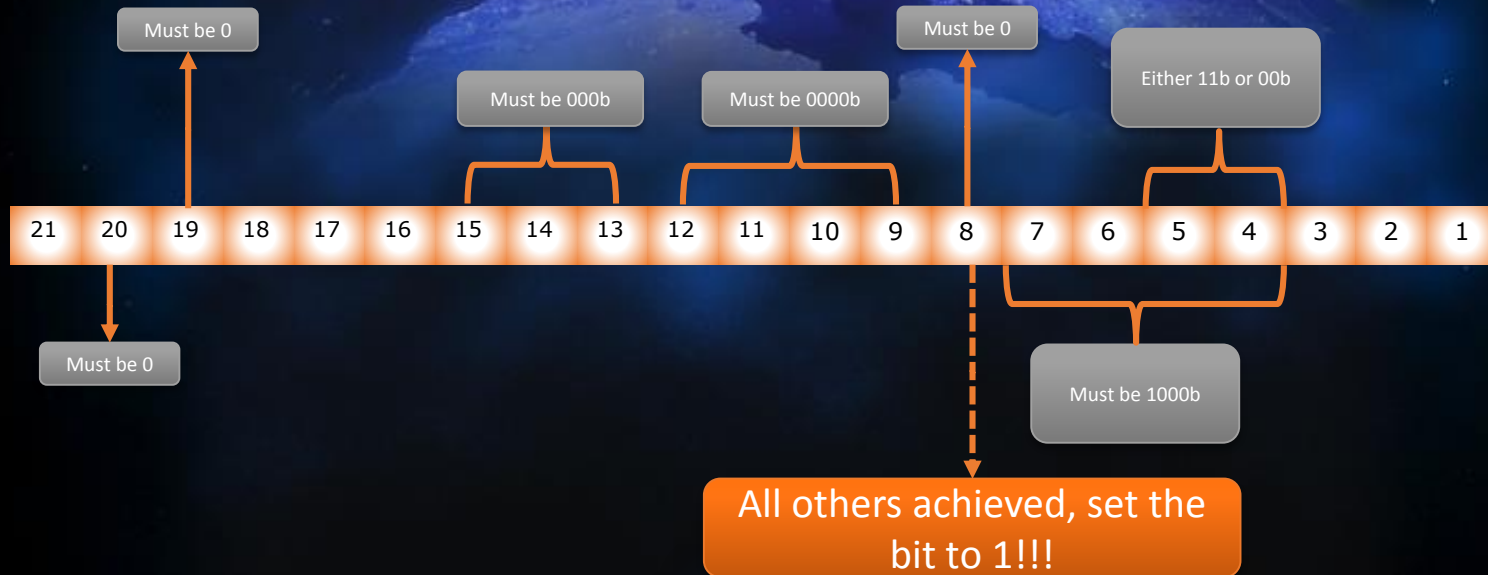 Must be 0
Must be 0
Must be 000b
Must be 0000b
Either 11b or 00b
21 20 19 18 17 16 15 14 13 12 11 10 9 8 7 6 5 4 3 2 1
Must be 0
Must be 1000b
All others achieved, set the
bit to 1!!!